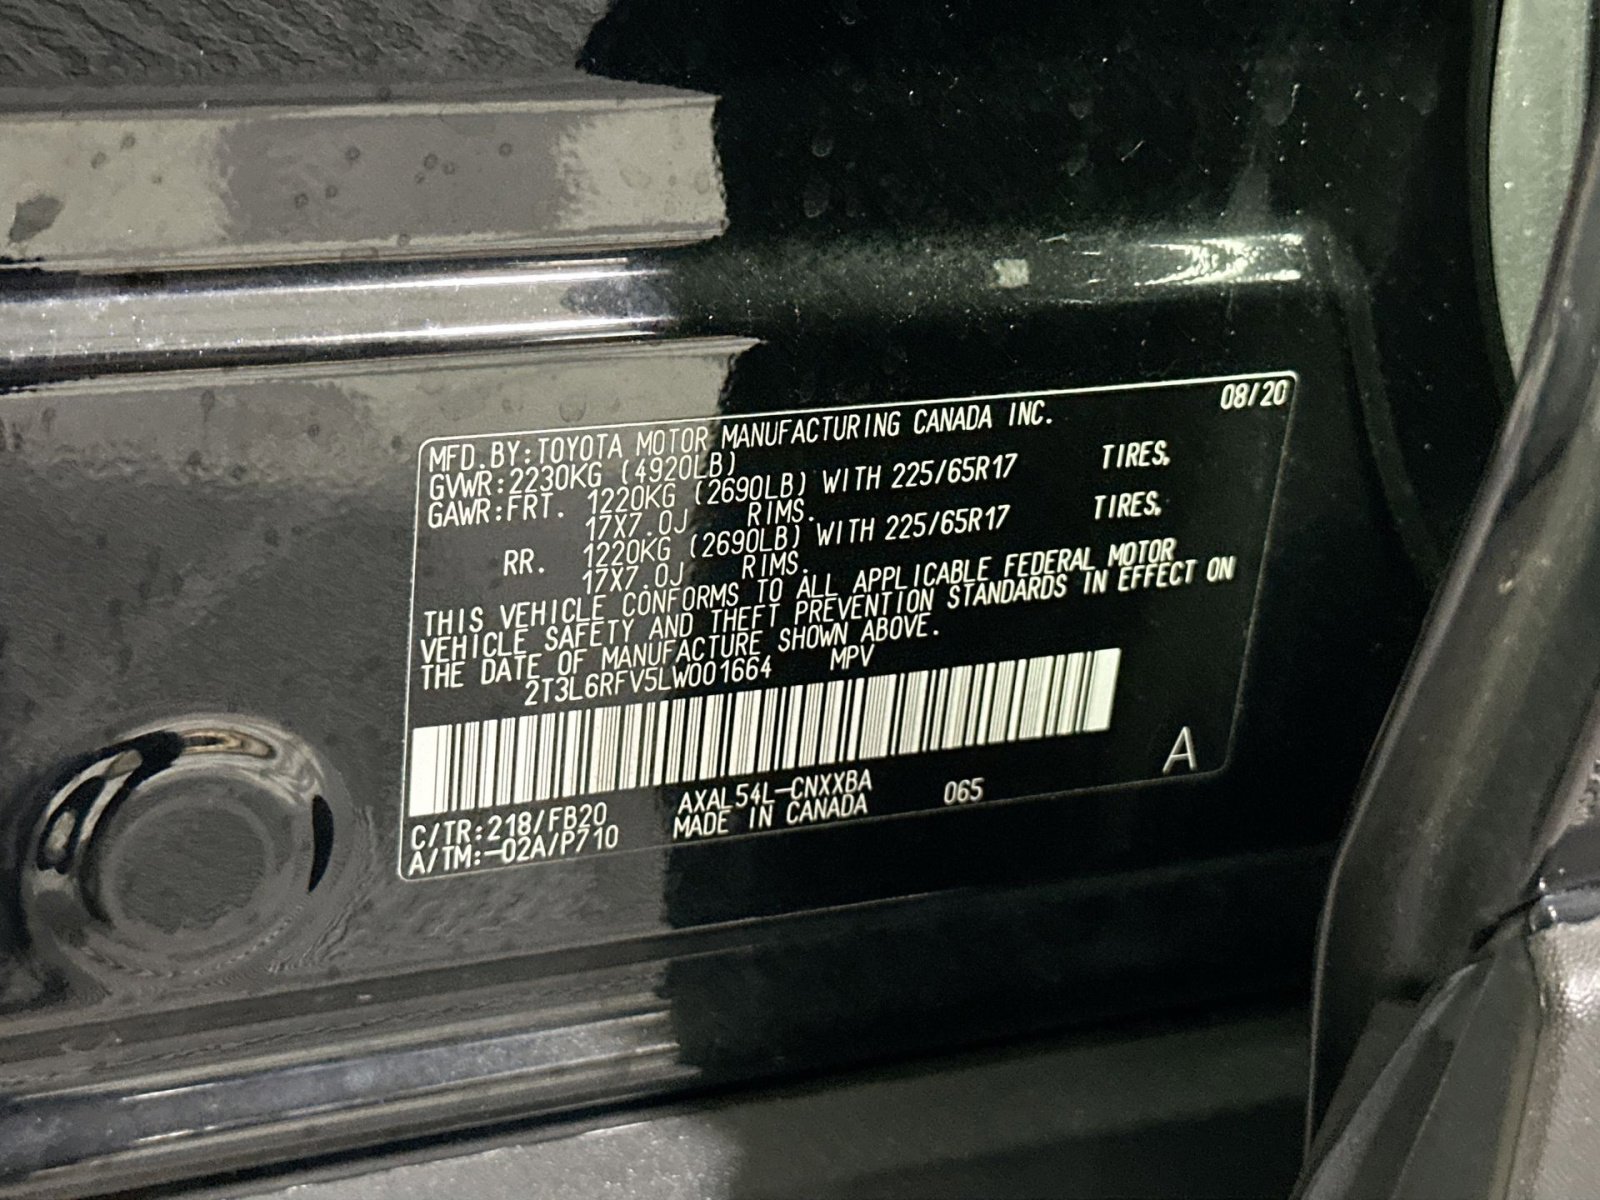 08/20
MFD.BY:TOYOTA MOTOR MANUFACTURING CANADA INC.
GVWR:2230KG (4920LB)
GAWR:FRT. 1220KG (2690LB) WITH 225/65R17 TIRES,
17X7.0J RIMS.
RR. 1220KG (2690LB) WITH 225/65R17 TIRES,
17X7.0J RIMS.
THIS VEHICLE CONFORMS TO ALL APPLICABLE FEDERAL MOTOR
VEHICLE SAFETY AND THEFT PREVENTION STANDARDS IN EFFECT ON
THE DATE OF MANUFACTURE SHOWN ABOVE.
2T3L6RFV5LW001664 MPV
A
C/TR:218/FB20 AXAL54L-CNXXBA 065
A/TM:-02A/P710 MADE IN CANADA